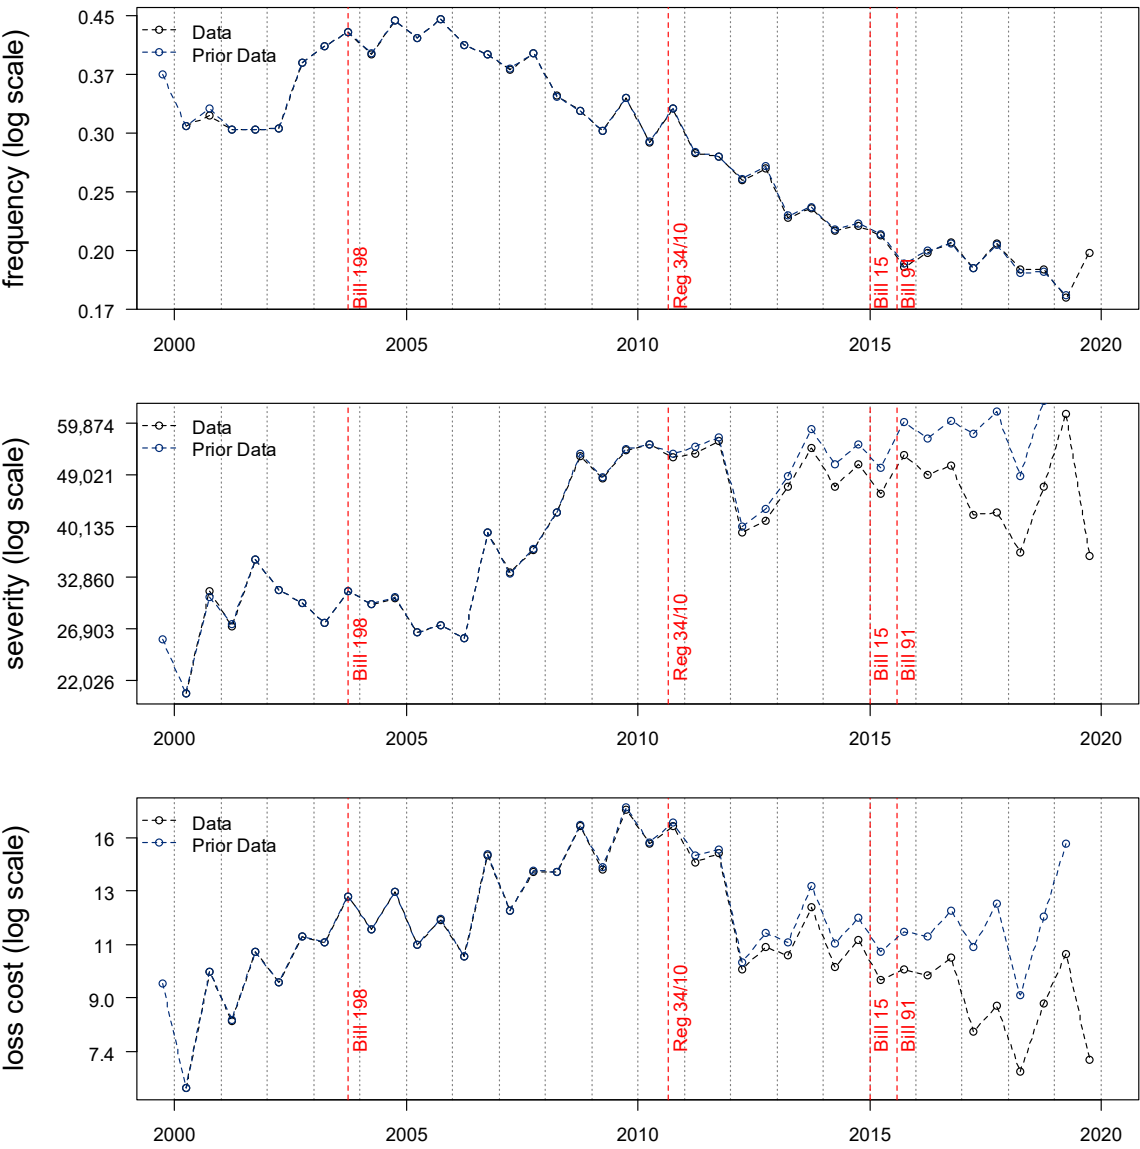 frequency (log scale)
0.45
0.37
0.30
0.25
0.20
0.17
Data
Prior Data
Bill 198
Reg 34/10
Bill 15
Bill 91
2000
2005
2010
2015
2020
severity (log scale)
59,874
49,021
40,135
32,860
26,903
22,026
Data
Prior Data
Bill 198
Reg 34/10
Bill 15
Bill 91
2000
2005
2010
2015
2020
loss cost (log scale)
16
13
11
9.0
7.4
Data
Prior Data
Bill 198
Reg 34/10
Bill 15
Bill 91
2000
2005
2010
2015
2020